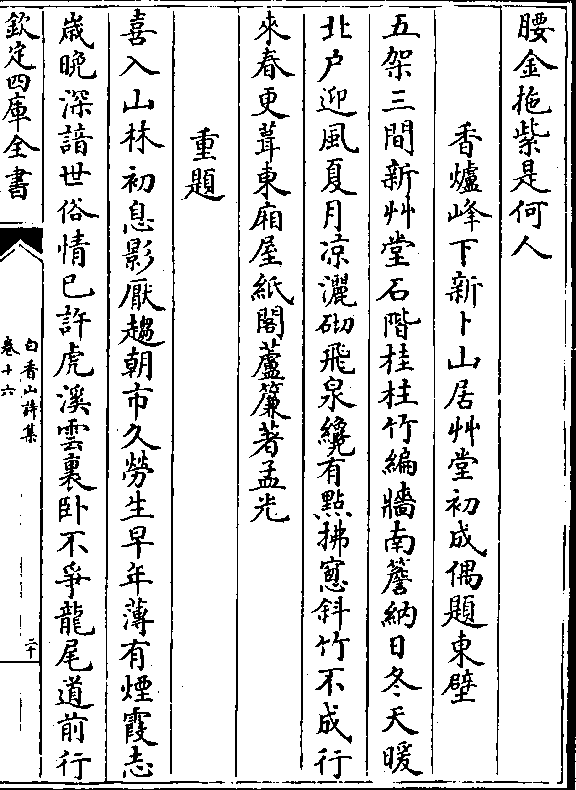 腰金拖紫是何人
香爐峰下新卜山居艸堂初成偶題東壁
五架三間新艸堂石階桂柱竹編牆南簷納日冬天暖
北户迎風夏月凉灑砌飛泉纔有點拂窻斜竹不成行
來春更葺東廂屋紙閣蘆簾著孟光
重題
喜入山林初息影厭趨朝市久勞生早年薄有煙霞志
歲晚深諳世俗情已許虎溪雲裏卧不爭龍尾道前行
欽定四庫全書
白香山詩集
卷十六
二十